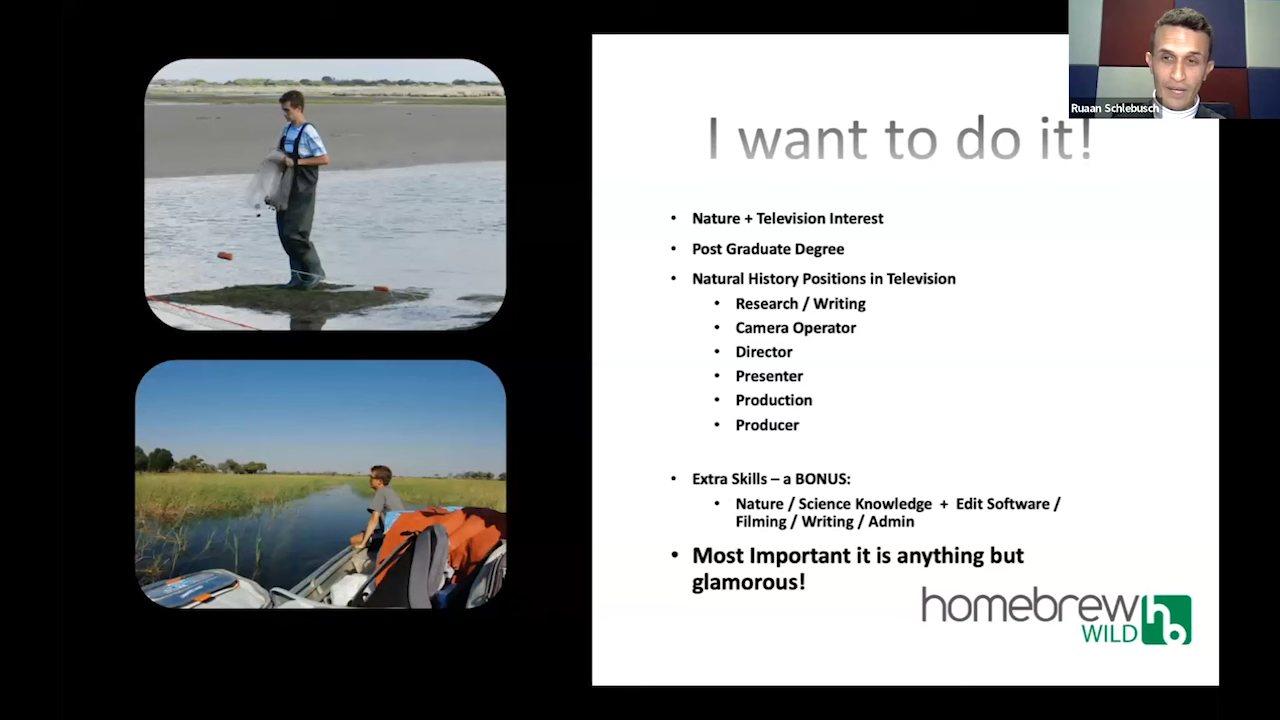 Ruaan Schlebusch
I want to do it!
• Nature + Television Interest
• Post Graduate Degree
• Natural History Positions in Television
• Research / Writing
• Camera Operator
• Director
• Presenter
• Production
• Producer
• Extra Skills – a BONUS:
• Nature / Science Knowledge + Edit Software /
Filming / Writing / Admin
• Most Important it is anything but
glamorous!
homebrew hb
WILD